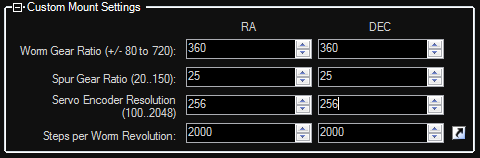 Custom Mount Settings
RA DEC
Worm Gear Ratio (+/- 80 to 720): 360 360
Spur Gear Ratio (20..150): 25 25
Servo Encoder Resolution
(100..2048) 256 256
Steps per Worm Revolution: 2000 2000